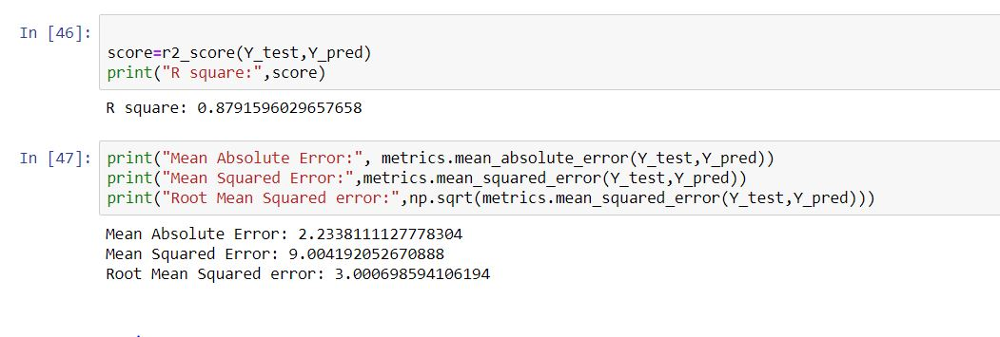 In [46]:
score=r2_score(Y_test,Y_pred)
print("R square:",score)
R square: 0.8791596029657658
In [47]: print("Mean Absolute Error:", metrics.mean_absolute_error(Y_test,Y_pred))
print("Mean Squared Error:",metrics.mean_squared_error(Y_test,Y_pred))
print("Root Mean Squared error:",np.sqrt(metrics.mean_squared_error(Y_test,Y_pred)))
Mean Absolute Error: 2.2338111127778304
Mean Squared Error: 9.004192052670888
Root Mean Squared error: 3.000698594106194